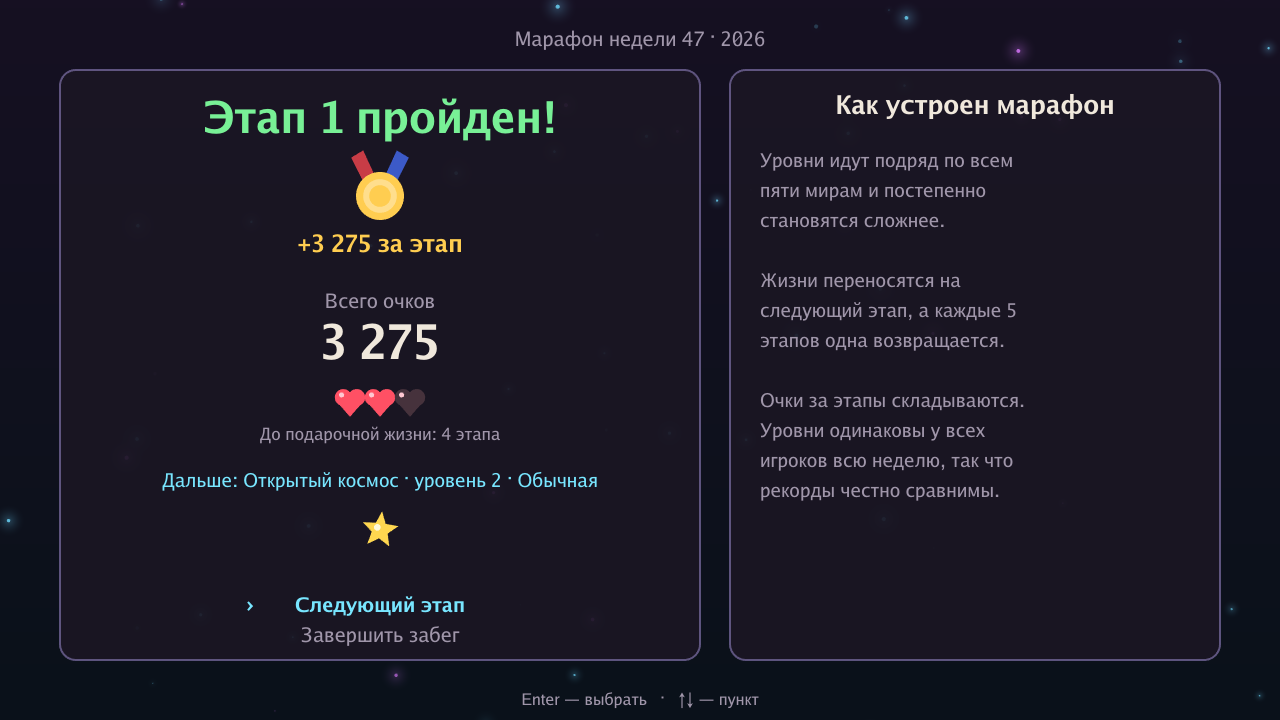 Марафон недели 47 · 2026
Этап 1 пройден!
+3 275 за этап
Всего очков
3 275
До подарочной жизни: 4 этапа
Дальше: Открытый космос · уровень 2 · Обычная
› Следующий этап
Завершить забег
Как устроен марафон
Уровни идут подряд по всем
пяти мирам и постепенно
становятся сложнее.
Жизни переносятся на
следующий этап, а каждые 5
этапов одна возвращается.
Очки за этапы складываются.
Уровни одинаковы у всех
игроков всю неделю, так что
рекорды честно сравнимы.
Enter — выбрать · ↑↓ — пункт